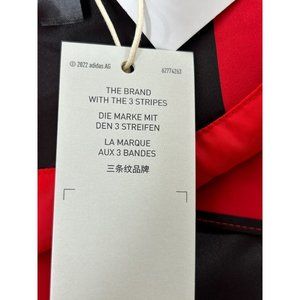 © 2022 adidas AG 62774263
THE BRAND
WITH THE 3 STRIPES
DIE MARKE MIT
DEN 3 STREIFEN
LA MARQUE
AUX 3 BANDES
三条纹品牌